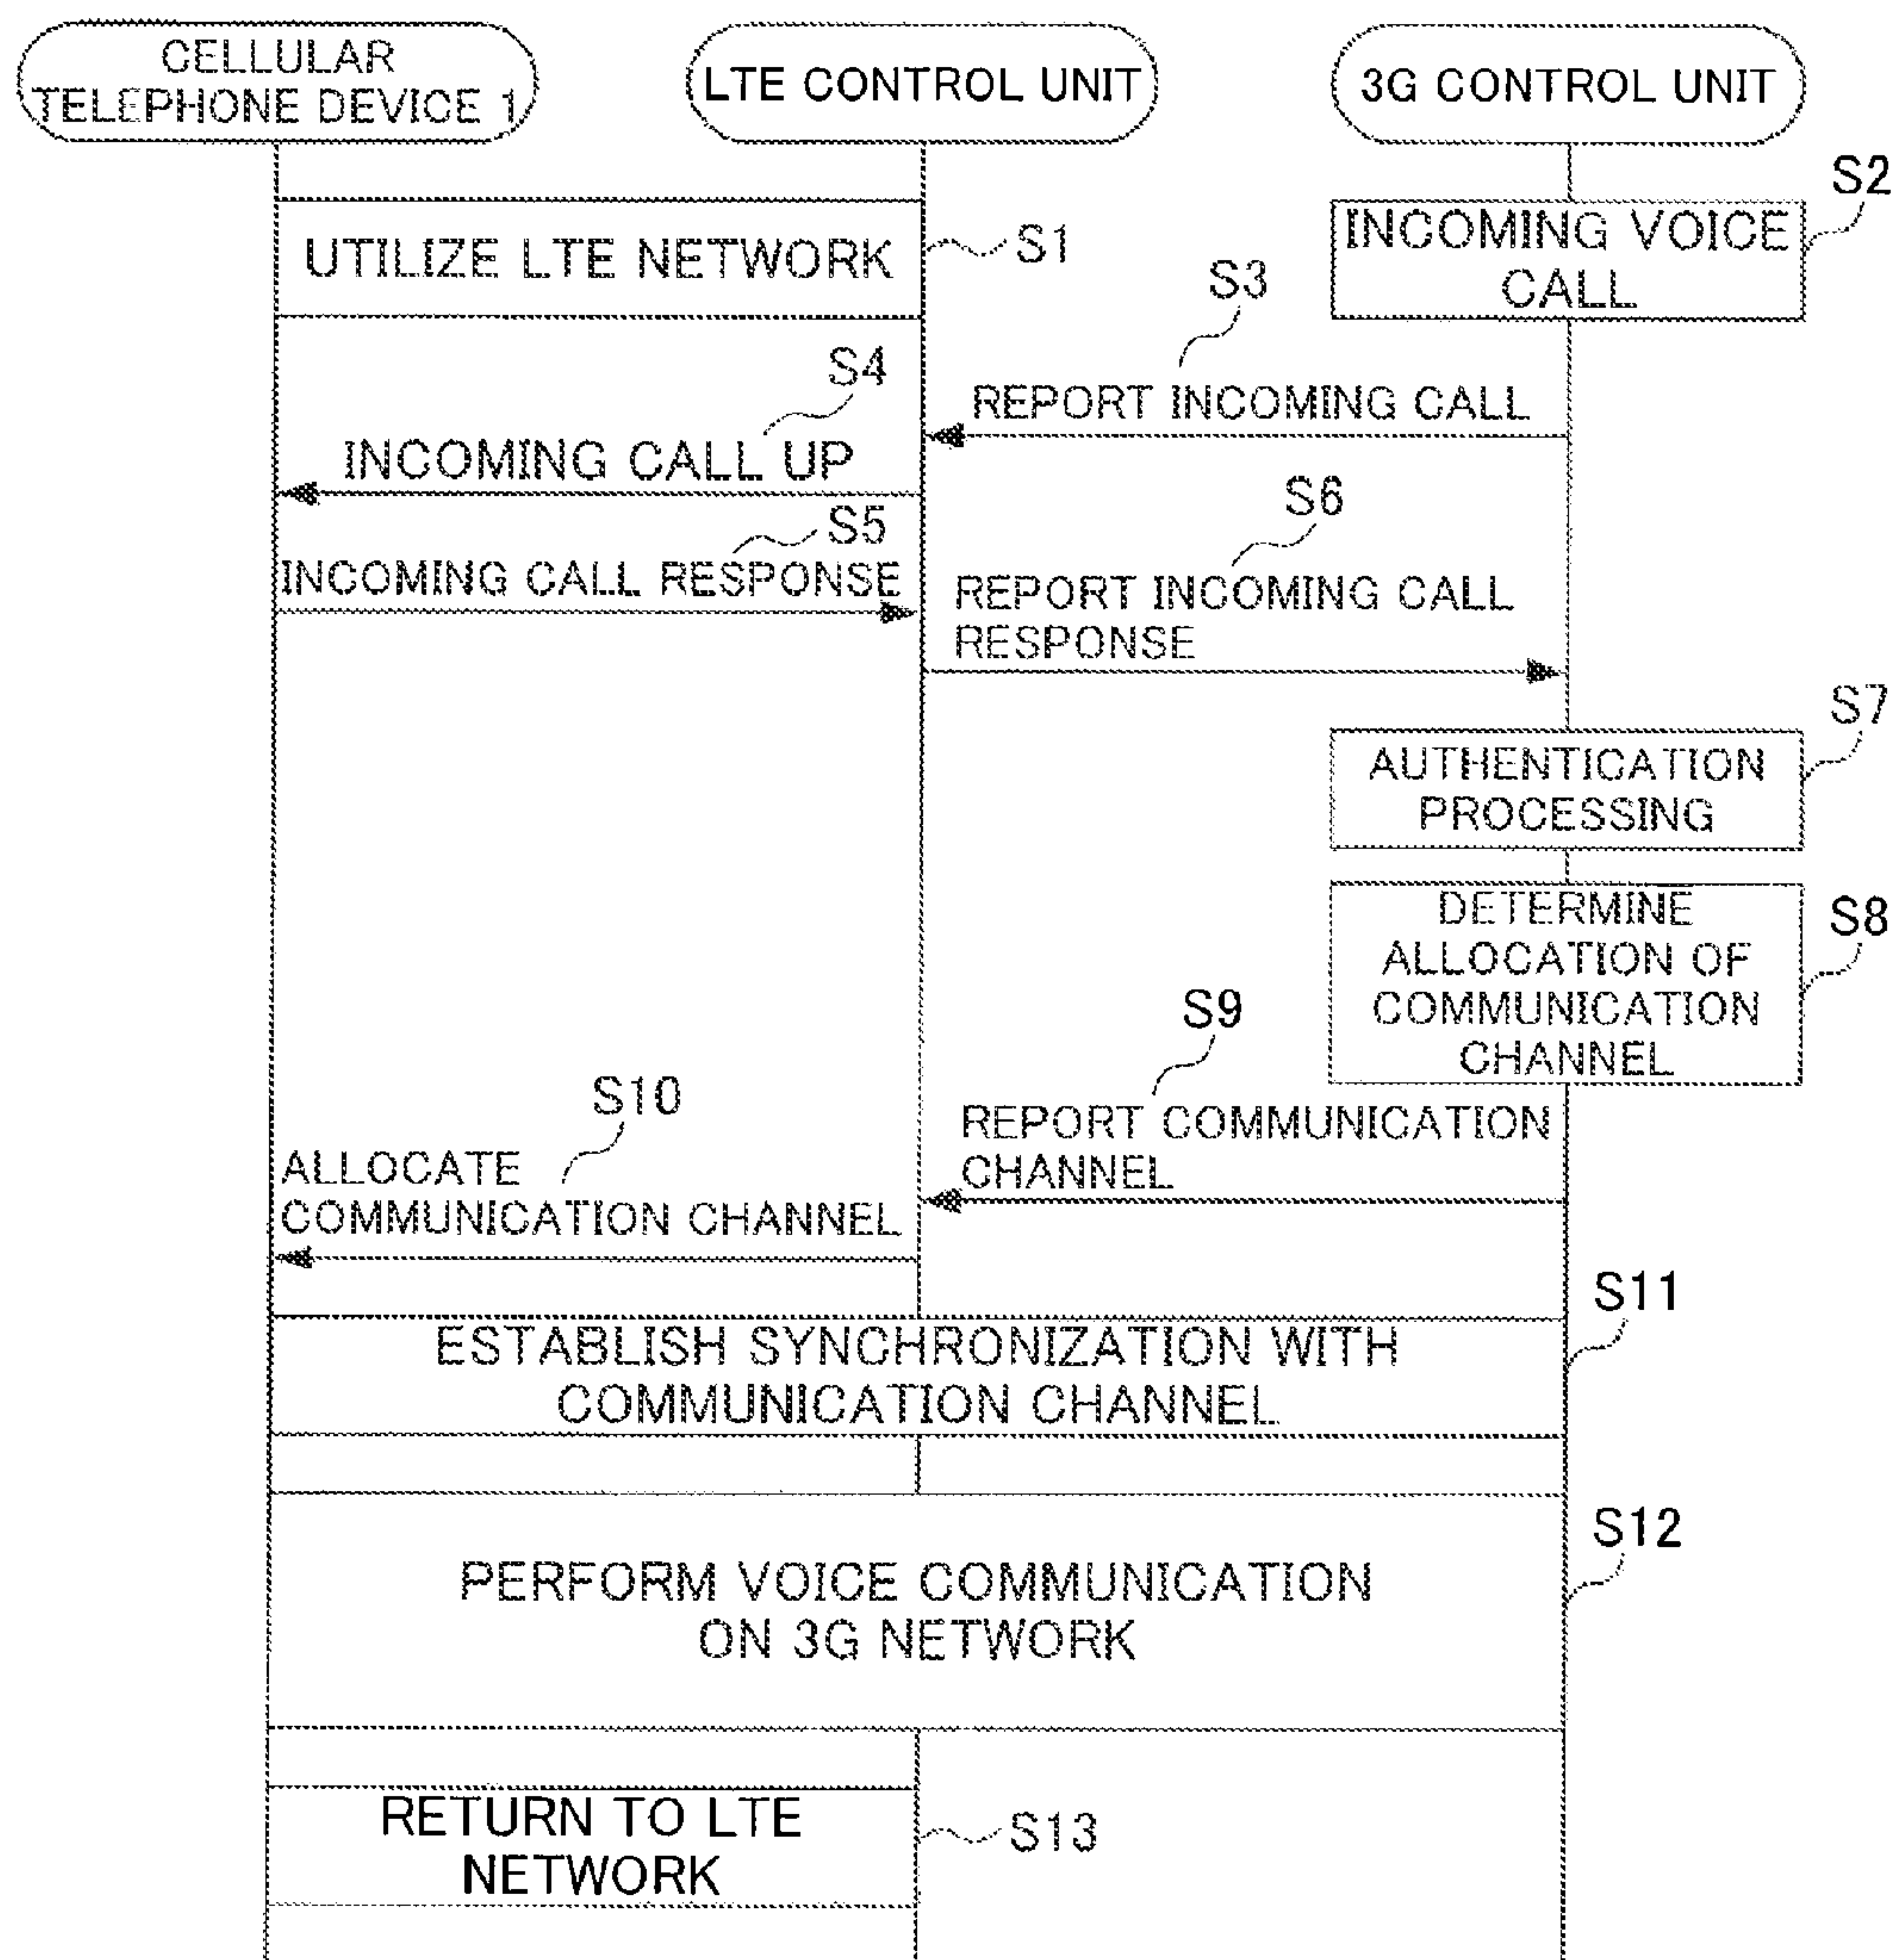 CELLULAR
TELEPHONE DEVICE 1
LTE CONTROL UNIT
3G CONTROL UNIT
UTILIZE LTE NETWORK
S1
INCOMING VOICE
CALL
S2
S3
REPORT INCOMING CALL
S4
INCOMING CALL UP
S5
INCOMING CALL RESPONSE
S6
REPORT INCOMING CALL
RESPONSE
S7
AUTHENTICATION
PROCESSING
S8
DETERMINE
ALLOCATION OF
COMMUNICATION
CHANNEL
S9
REPORT COMMUNICATION
CHANNEL
S10
ALLOCATE
COMMUNICATION CHANNEL
S11
ESTABLISH SYNCHRONIZATION WITH
COMMUNICATION CHANNEL
S12
PERFORM VOICE COMMUNICATION
ON 3G NETWORK
RETURN TO LTE
NETWORK
S13